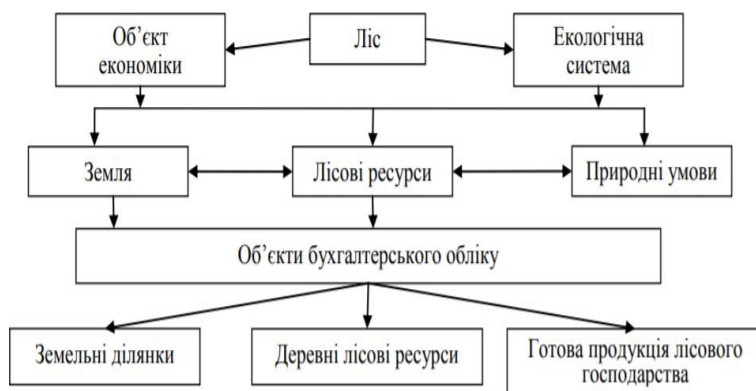 Об’єкт
економіки
Ліс
Екологічна
система
Земля
Лісові ресурси
Природні умови
Об’єкти бухгалтерського обліку
Земельні ділянки
Деревні лісові ресурси
Готова продукція лісового
господарства